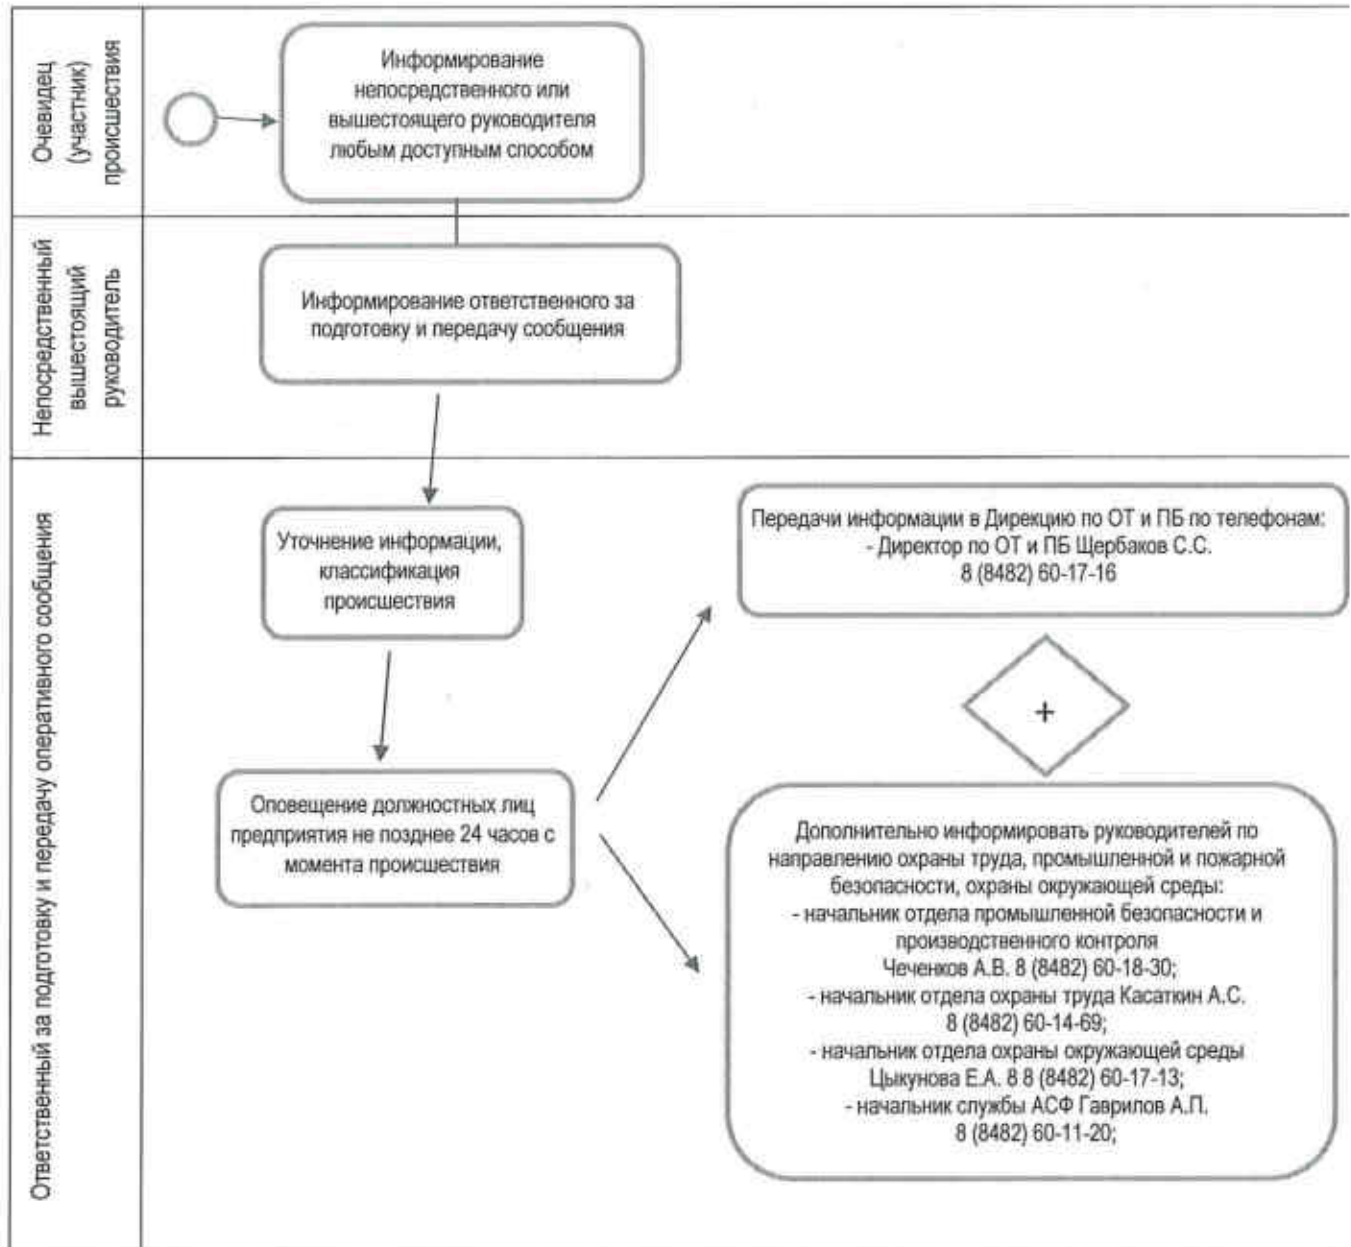 Очевидец
(участник)
происшествия
Информирование
непосредственного или
вышестоящего руководителя
любым доступным способом
Непосредственный
вышестоящий
руководитель
Информирование ответственного за
подготовку и передачу сообщения
Ответственный за подготовку и передачу оперативного сообщения
Уточнение информации,
классификация
происшествия
Оповещение должностных лиц
предприятия не позднее 24 часов с
момента происшествия
Передачи информации в Дирекцию по ОТ и ПБ по телефонам:
- Директор по ОТ и ПБ Щербаков С.С.
8 (8482) 60-17-16
+
Дополнительно информировать руководителей по
направлению охраны труда, промышленной и пожарной
безопасности, охраны окружающей среды:
- начальник отдела промышленной безопасности и
производственного контроля
Чеченков А.В. 8 (8482) 60-18-30;
- начальник отдела охраны труда Касаткин А.С.
8 (8482) 60-14-69;
- начальник отдела охраны окружающей среды
Цыкунова Е.А. 8 8 (8482) 60-17-13;
- начальник службы АСФ Гаврилов А.П.
8 (8482) 60-11-20;